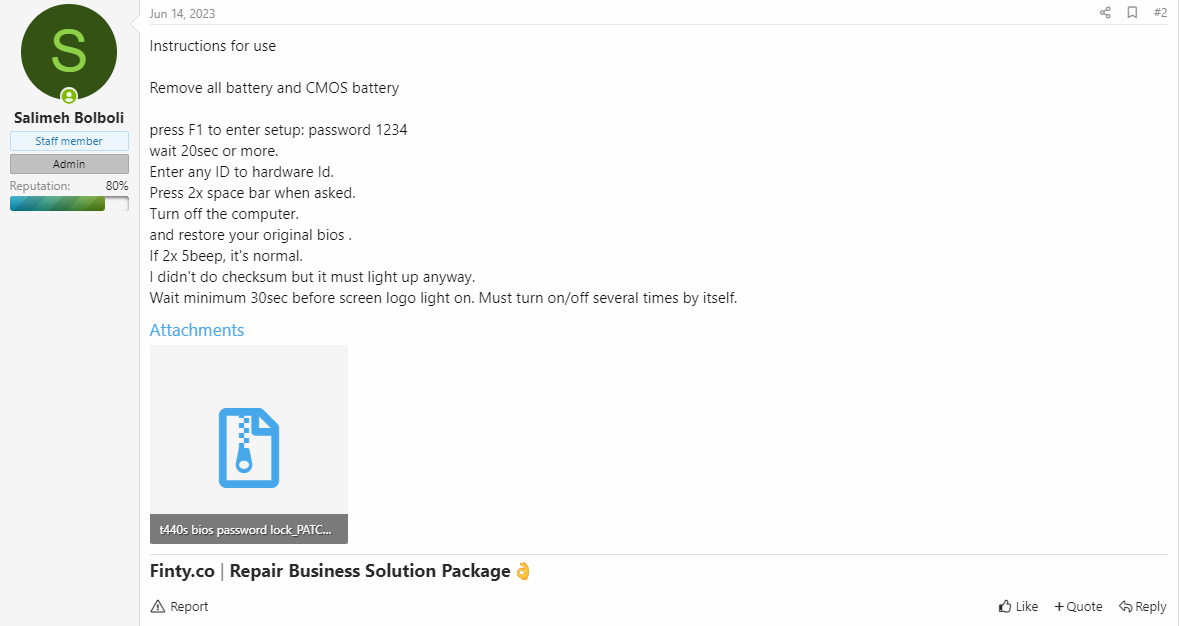 S
Salimeh Bolboli
Staff member
Admin
Reputation: 80%
Jun 14, 2023
#2
Instructions for use
Remove all battery and CMOS battery
press F1 to enter setup: password 1234
wait 20sec or more.
Enter any ID to hardware Id.
Press 2x space bar when asked.
Turn off the computer.
and restore your original bios .
If 2x 5beep, it's normal.
I didn't do checksum but it must light up anyway.
Wait minimum 30sec before screen logo light on. Must turn on/off several times by itself.
Attachments
t440s bios password lock_PATC...
Finty.co | Repair Business Solution Package 👌
Report
Like
+ Quote
Reply